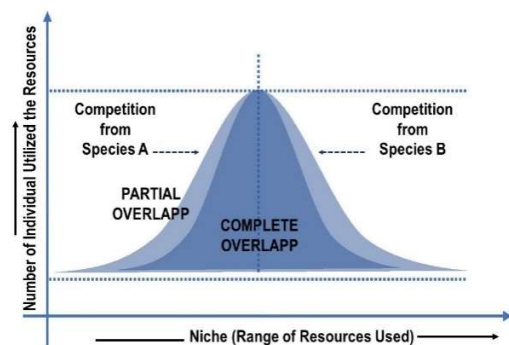 Number of Individual Utilized the Resources
Competition
from
Species A
Competition
from
Species B
PARTIAL
OVERLAPP
COMPLETE
OVERLAPP
Niche (Range of Resources Used)